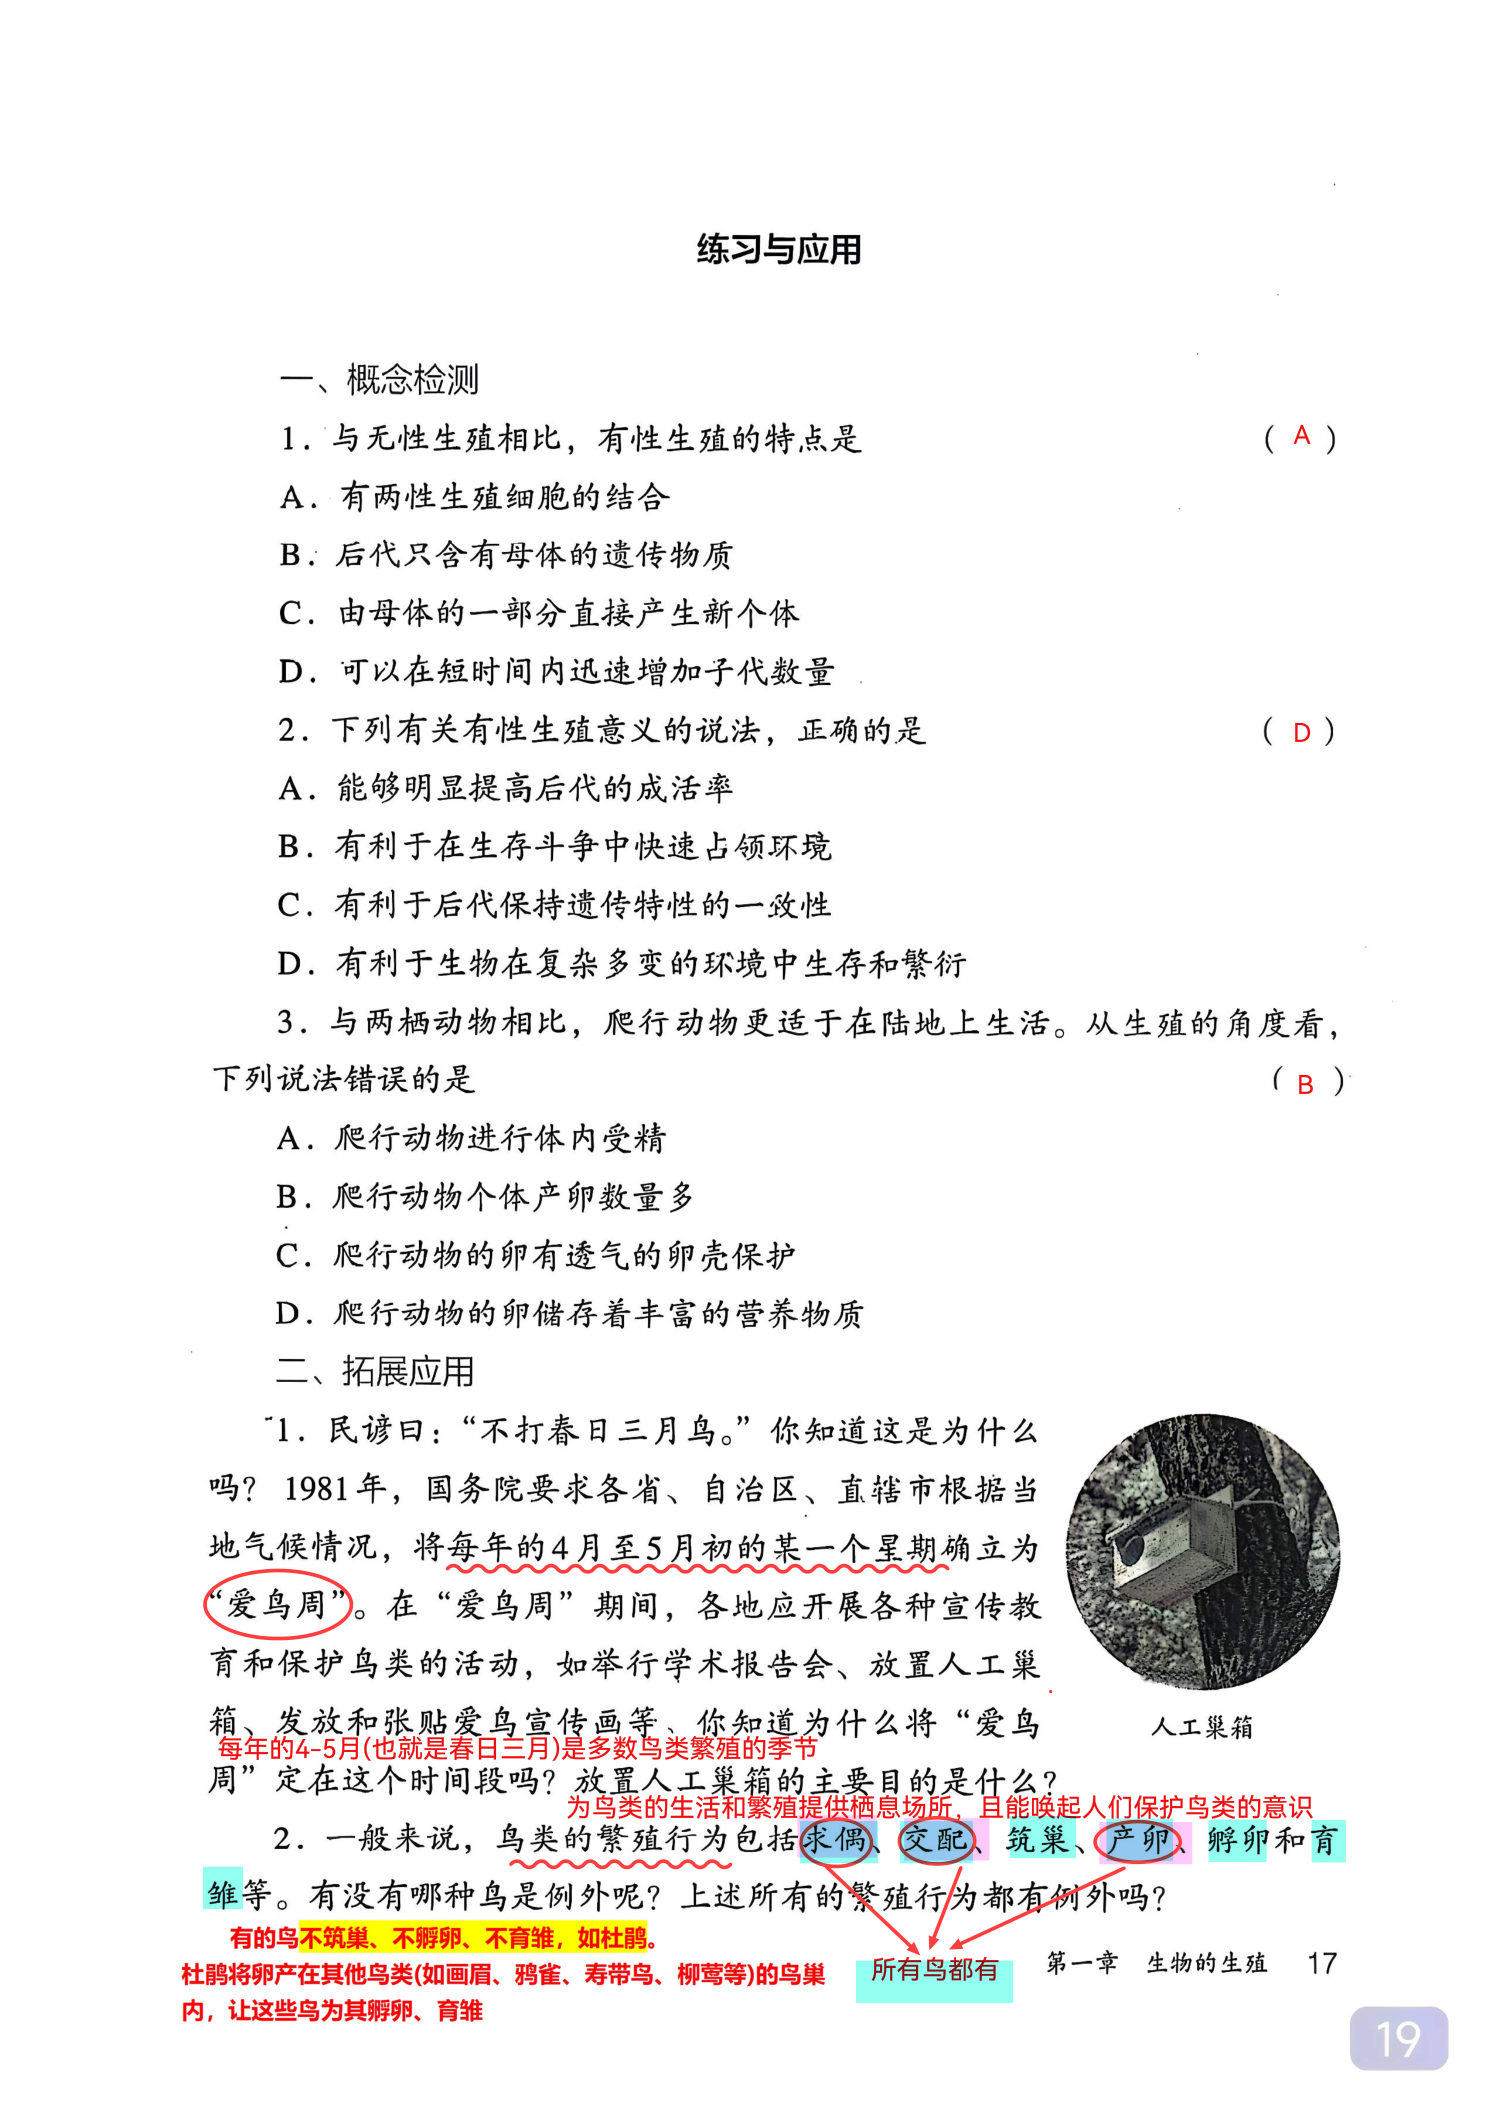 练习与应用
一、概念检测
1. 与无性生殖相比，有性生殖的特点是 （ A ）
A. 有两性生殖细胞的结合
B. 后代只含有母体的遗传物质
C. 由母体的一部分直接产生新个体
D. 可以在短时间内迅速增加子代数量
2. 下列有关有性生殖意义的说法，正确的是 （ D ）
A. 能够明显提高后代的成活率
B. 有利于在生存斗争中快速占领环境
C. 有利于后代保持遗传特性的一致性
D. 有利于生物在复杂多变的环境中生存和繁衍
3. 与两栖动物相比，爬行动物更适于在陆地上生活。从生殖的角度看，
下列说法错误的是 （ B ）
A. 爬行动物进行体内受精
B. 爬行动物个体产卵数量多
C. 爬行动物的卵有透气的卵壳保护
D. 爬行动物的卵储存着丰富的营养物质
二、拓展应用
1. 民谚曰：“不打春日三月鸟。”你知道这是为什么
吗？1981年，国务院要求各省、自治区、直辖市根据当
地气候情况，将每年的4月至5月初的某一个星期确立为
“爱鸟周”。在“爱鸟周”期间，各地应开展各种宣传教
育和保护鸟类的活动，如举行学术报告会、放置人工巢
箱、发放和张贴爱鸟宣传画等、你知道为什么将“爱鸟
人工巢箱
每年的4-5月(也就是春日三月)是多数鸟类繁殖的季节
周”定在这个时间段吗？放置人工巢箱的主要目的是什么？
为鸟类的生活和繁殖提供栖息场所，且能唤起人们保护鸟类的意识
2. 一般来说，鸟类的繁殖行为包括求偶、交配、筑巢、产卵、孵卵和育
雏等。有没有哪种鸟是例外呢？上述所有的繁殖行为都有例外吗？
有的鸟不筑巢、不孵卵、不育雏，如杜鹃。
杜鹃将卵产在其他鸟类(如画眉、鸦雀、寿带鸟、柳莺等)的鸟巢
内，让这些鸟为其孵卵、育雏
所有鸟都有
第一章 生物的生殖 17
19